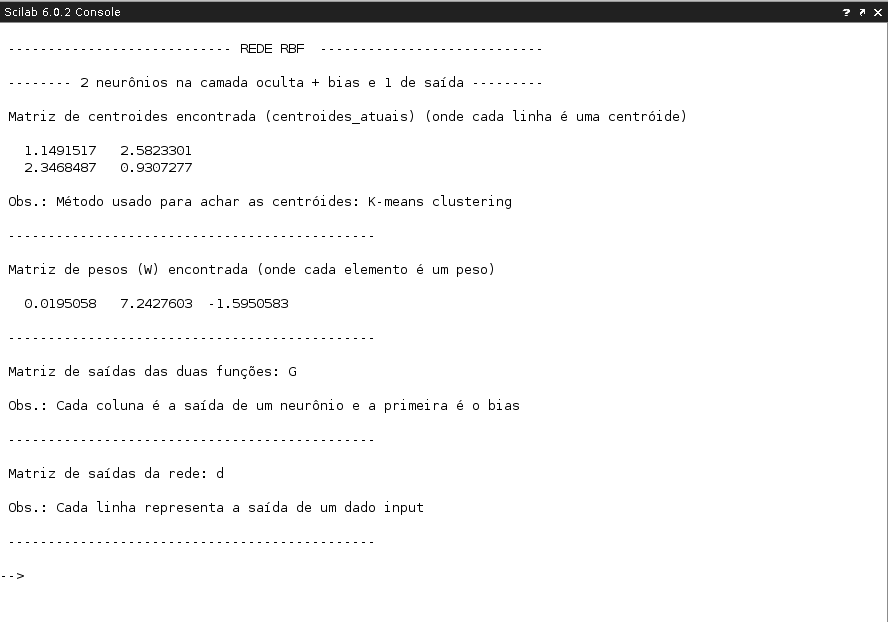 Scilab 6.0.2 Console ? ↗ ✕
---------------------------- REDE RBF ----------------------------
-------- 2 neurônios na camada oculta + bias e 1 de saída ---------
Matriz de centroides encontrada (centroides_atuais) (onde cada linha é uma centróide)
1.1491517 2.5823301
2.3468487 0.9307277
Obs.: Método usado para achar as centróides: K-means clustering
----------------------------------------------
Matriz de pesos (W) encontrada (onde cada elemento é um peso)
0.0195058 7.2427603 -1.5950583
----------------------------------------------
Matriz de saídas das duas funções: G
Obs.: Cada coluna é a saída de um neurônio e a primeira é o bias
----------------------------------------------
Matriz de saídas da rede: d
Obs.: Cada linha representa a saída de um dado input
----------------------------------------------
-->